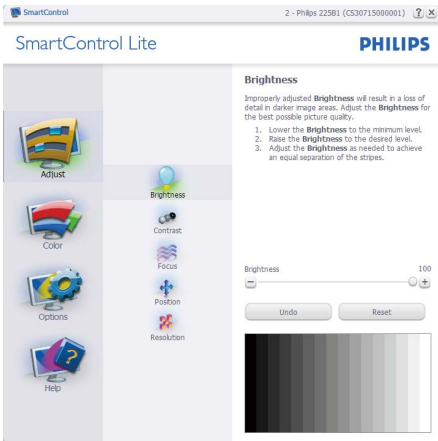 SmartControl
2 - Philips 225B1 (CS30715000001)
SmartControl Lite
PHILIPS
Adjust
Color
Options
Help
Brightness
Contrast
Focus
Position
Resolution
Brightness
Improperly adjusted Brightness will result in a loss of
detail in darker image areas. Adjust the Brightness for
the best possible picture quality.
1. Lower the Brightness to the minimum level.
2. Raise the Brightness to the desired level.
3. Adjust the Brightness as needed to achieve
an equal separation of the stripes.
Brightness 100
Undo Reset